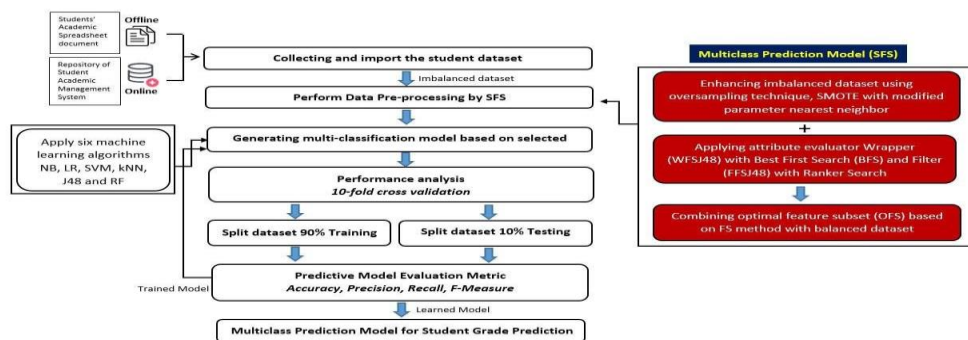 Students'
Academic
Spreadsheet
document
Offline
Repository of
Student
Academic
Management
System
Online
Collecting and import the student dataset
Imbalanced dataset
Perform Data Pre-processing by SFS
Generating multi-classification model based on selected
Apply six machine
learning algorithms
NB, LR, SVM, kNN,
J48 and RF
Performance analysis
10-fold cross validation
Split dataset 90% Training
Split dataset 10% Testing
Predictive Model Evaluation Metric
Accuracy, Precision, Recall, F-Measure
Trained Model
Learned Model
Multiclass Prediction Model for Student Grade Prediction
Multiclass Prediction Model (SFS)
Enhancing imbalanced dataset using
oversampling technique, SMOTE with modified
parameter nearest neighbor
+
Applying attribute evaluator Wrapper
(WFSJ48) with Best First Search (BFS) and Filter
(FFSJ48) with Ranker Search
Combining optimal feature subset (OFS) based
on FS method with balanced dataset